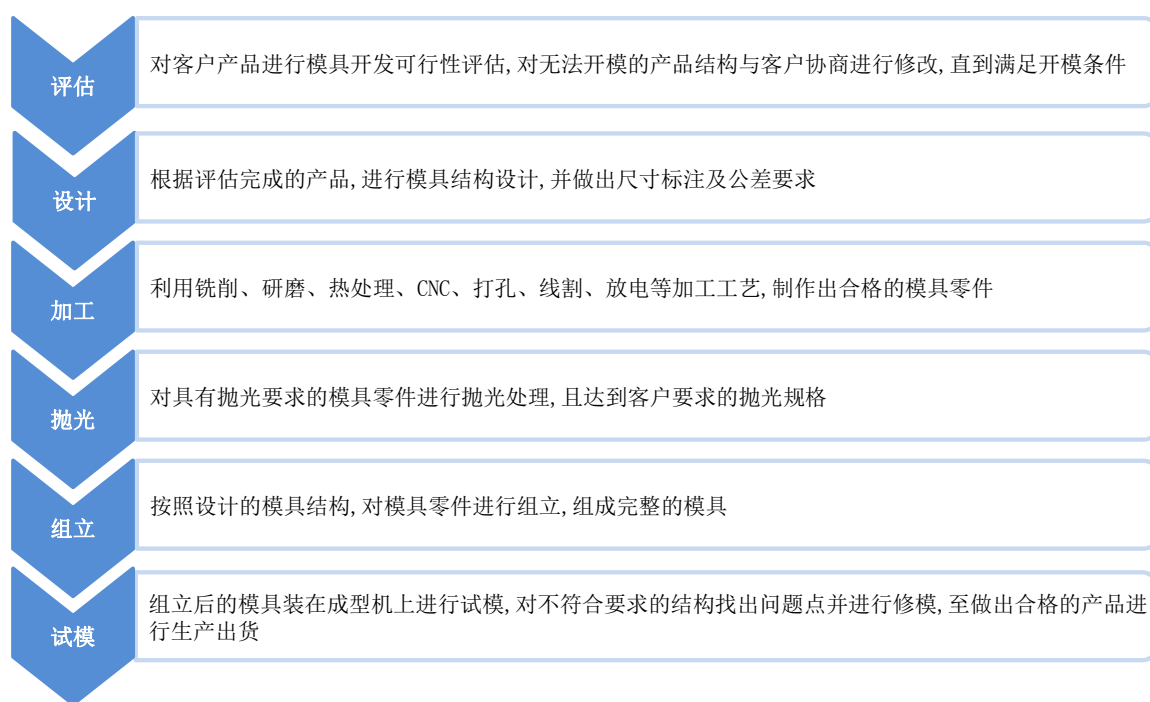 评估
对客户产品进行模具开发可行性评估,对无法开模的产品结构与客户协商进行修改,直到满足开模条件
设计
根据评估完成的产品,进行模具结构设计,并做出尺寸标注及公差要求
加工
利用铣削、研磨、热处理、CNC、打孔、线割、放电等加工工艺,制作出合格的模具零件
抛光
对具有抛光要求的模具零件进行抛光处理,且达到客户要求的抛光规格
组立
按照设计的模具结构,对模具零件进行组立,组成完整的模具
试模
组立后的模具装在成型机上进行试模,对不符合要求的结构找出问题点并进行修模,至做出合格的产品进
行生产出货